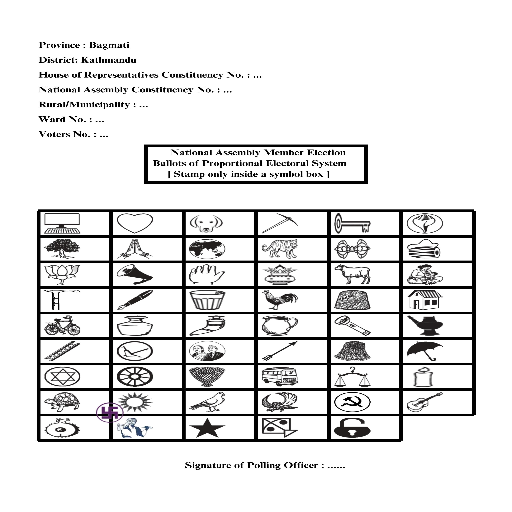 Province : Bagmati
District: Kathmandu
House of Representatives Constituency No. : ...
National Assembly Constituency No. : ...
Rural/Municipality : ...
Ward No. : ...
Voters No. : ...
National Assembly Member Election
Ballots of Proportional Electoral System
[ Stamp only inside a symbol box ]
Signature of Polling Officer : ......